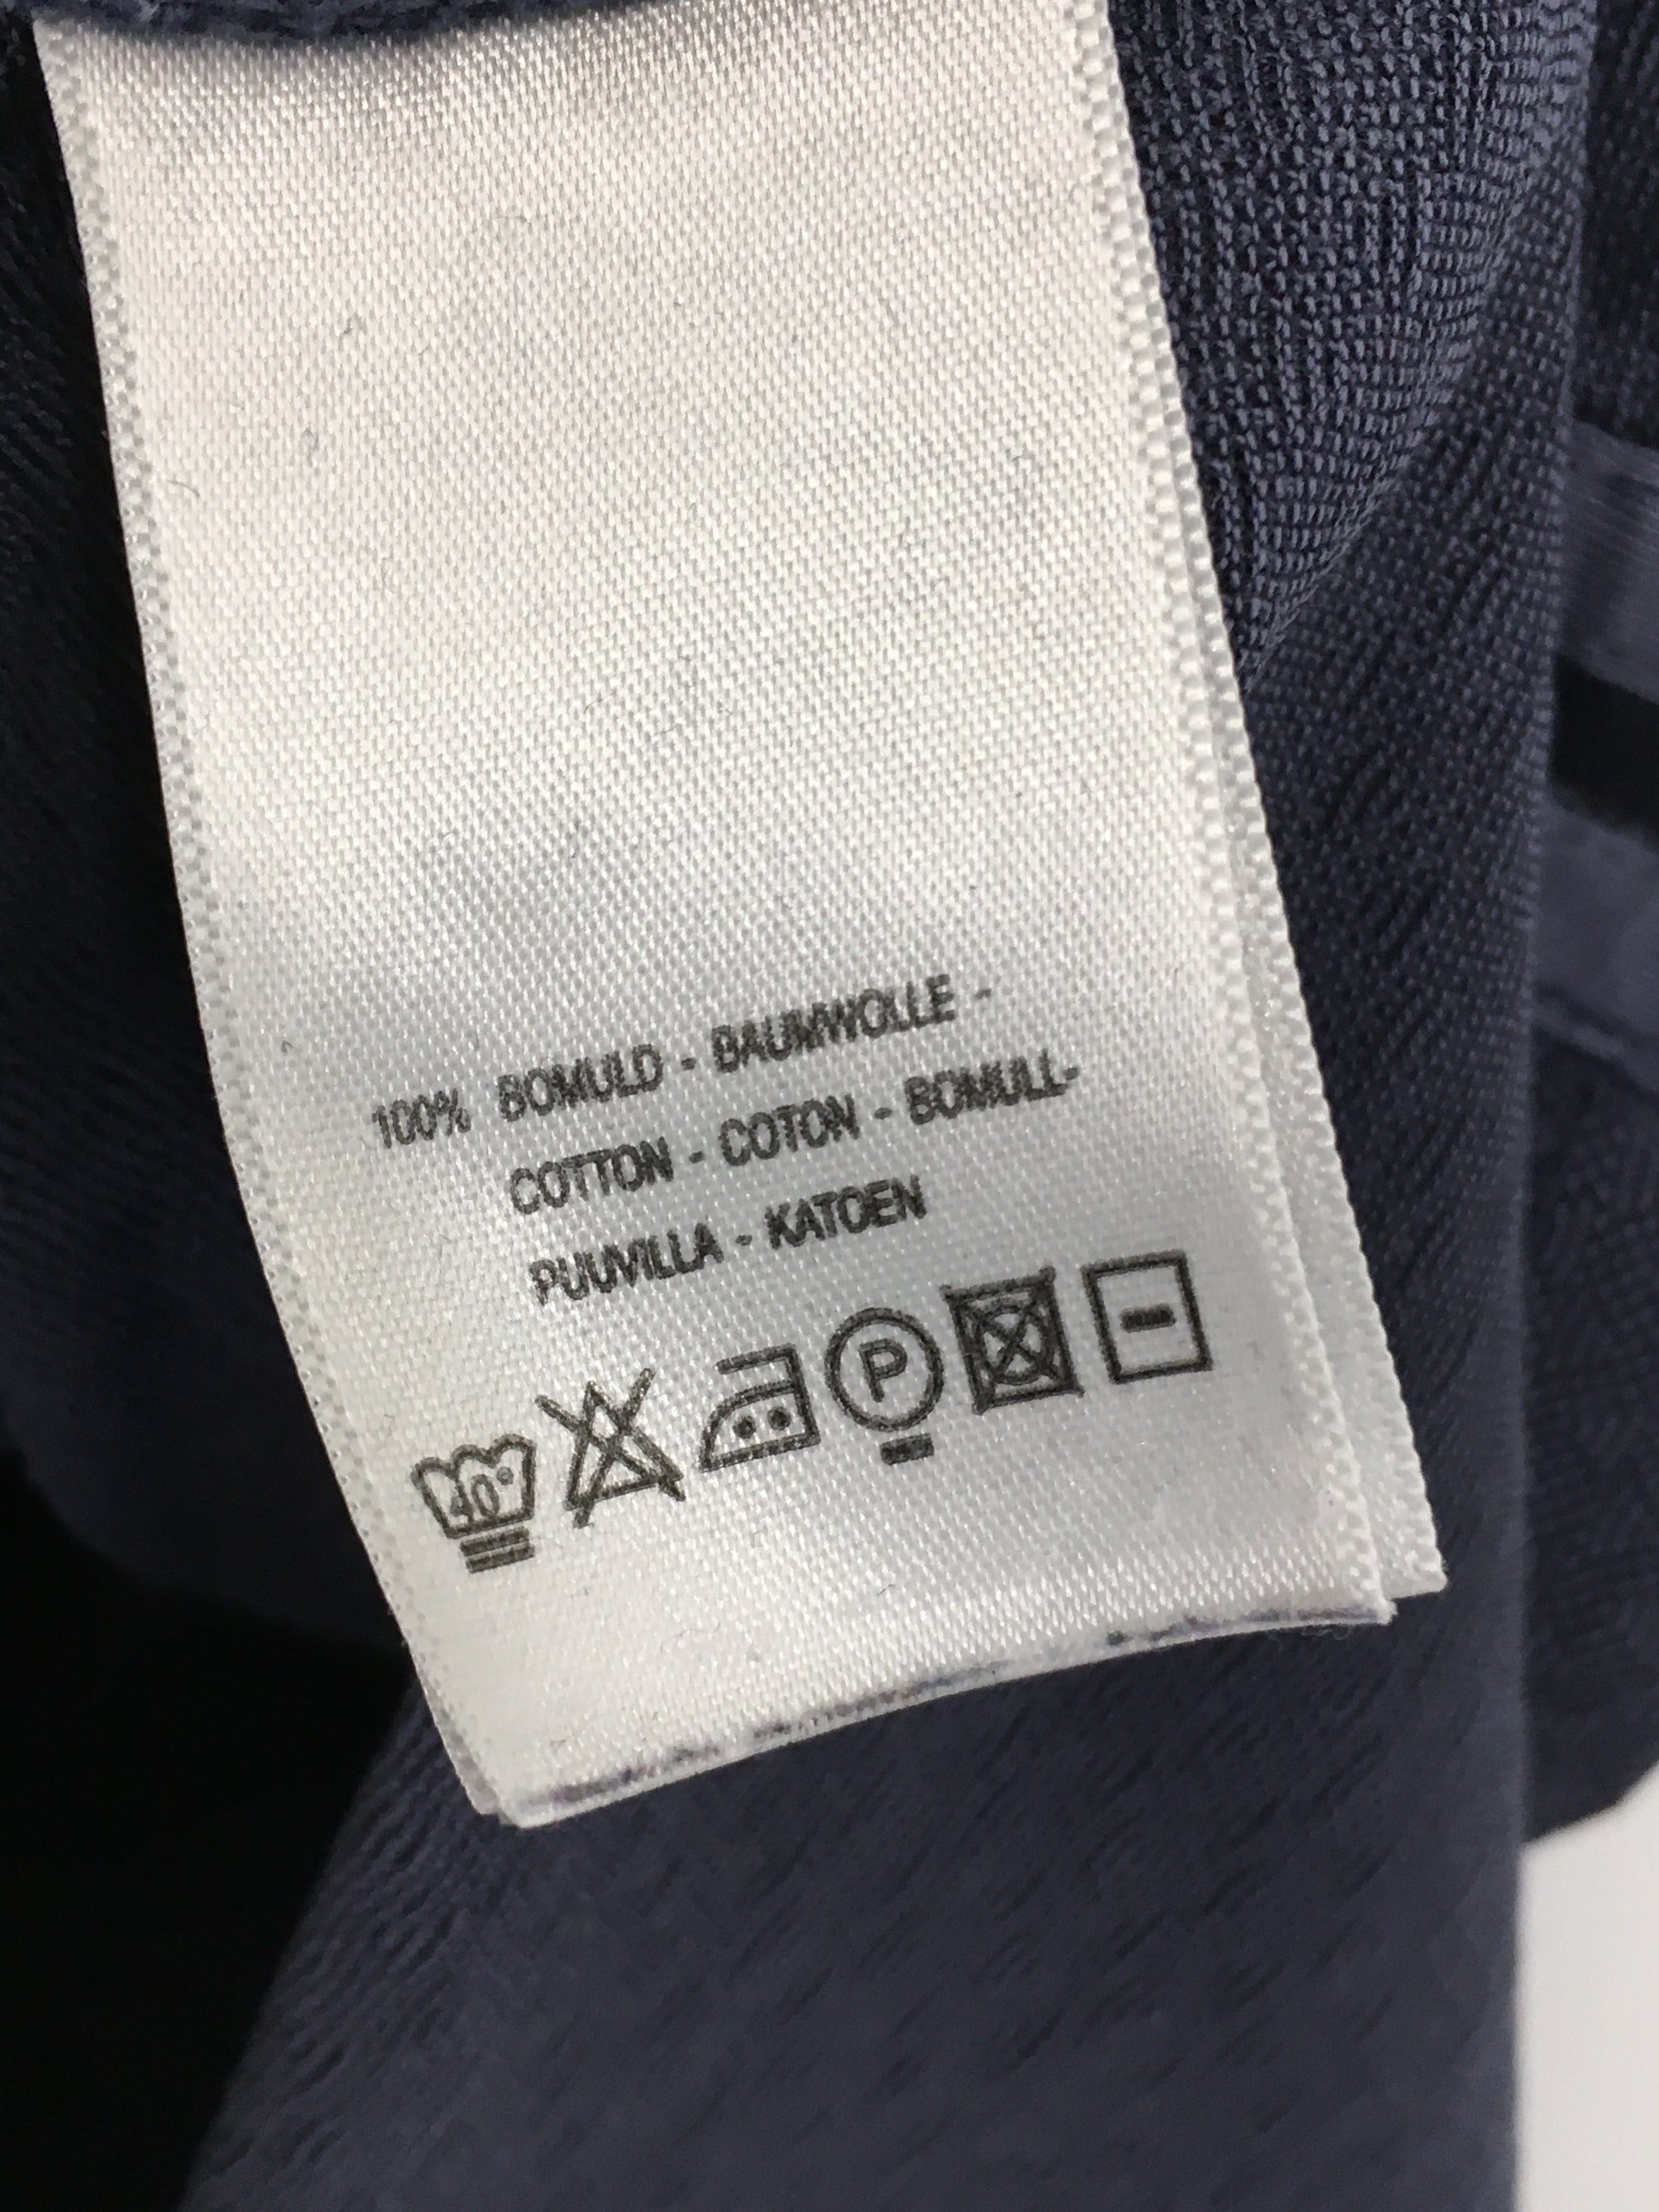 100% BOMULD - BAUMWOLLE -
COTTON - COTON - BOMULL-
PUUVILLA - KATOEN
40° P